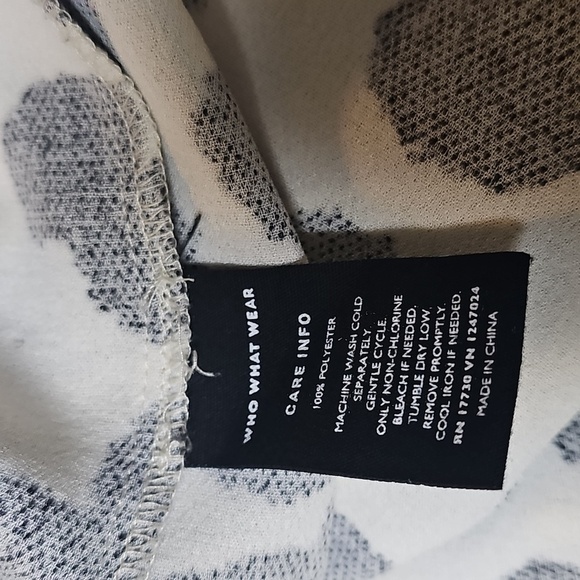 WHO WHAT WEAR
CARE INFO
100% POLYESTER
MACHINE WASH COLD
SEPARATELY.
GENTLE CYCLE.
ONLY NON-CHLORINE
BLEACH IF NEEDED.
TUMBLE DRY LOW.
REMOVE PROMPTLY.
COOL IRON IF NEEDED.
RN 17730 VN 1247024
MADE IN CHINA